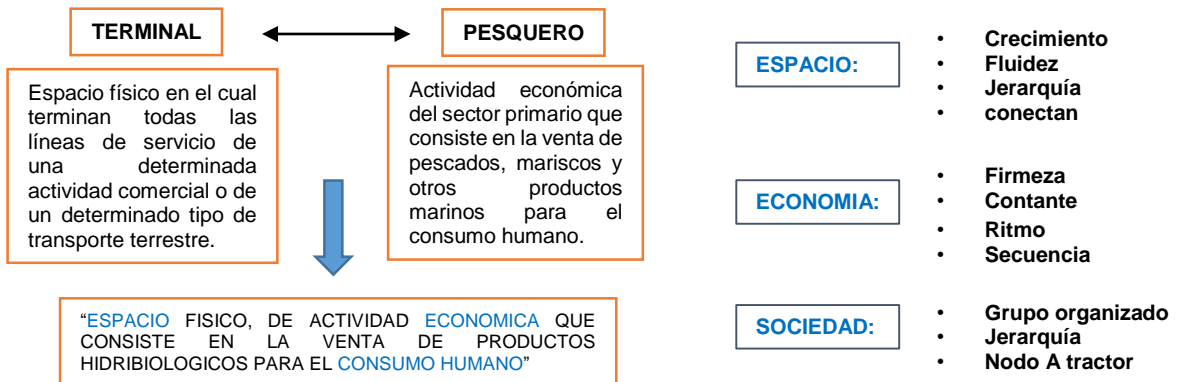 TERMINAL
PESQUERO
Espacio físico en el cual
terminan todas las
líneas de servicio de
una determinada
actividad comercial o de
un determinado tipo de
transporte terrestre.
Actividad económica
del sector primario que
consiste en la venta de
pescados, mariscos y
otros productos
marinos para el
consumo humano.
“ESPACIO FISICO, DE ACTIVIDAD ECONOMICA QUE
CONSISTE EN LA VENTA DE PRODUCTOS
HIDRIBIOLOGICOS PARA EL CONSUMO HUMANO”
ESPACIO:
• Crecimiento
• Fluidez
• Jerarquía
• conectan
ECONOMIA:
• Firmeza
• Contante
• Ritmo
• Secuencia
SOCIEDAD:
• Grupo organizado
• Jerarquía
• Nodo A tractor